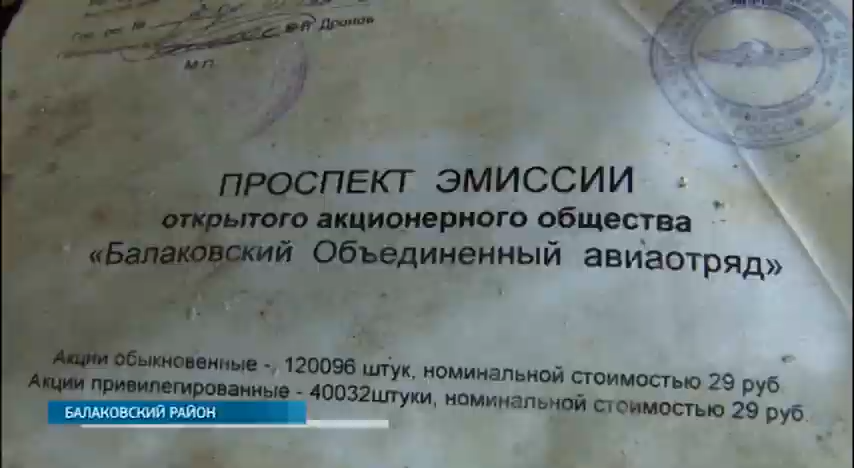 Дронов
М.П.
РОССИЯ
ПРОСПЕКТ ЭМИССИИ
открытого акционерного общества
«Балаковский Объединенный авиаотряд»
Акции обыкновенные -, 120096 штук, номинальной стоимостью 29 руб.
Акции привилегированные - 40032штуки, номинальной стоимостью 29 руб.
БАЛАКОВСКИЙ РАЙОН